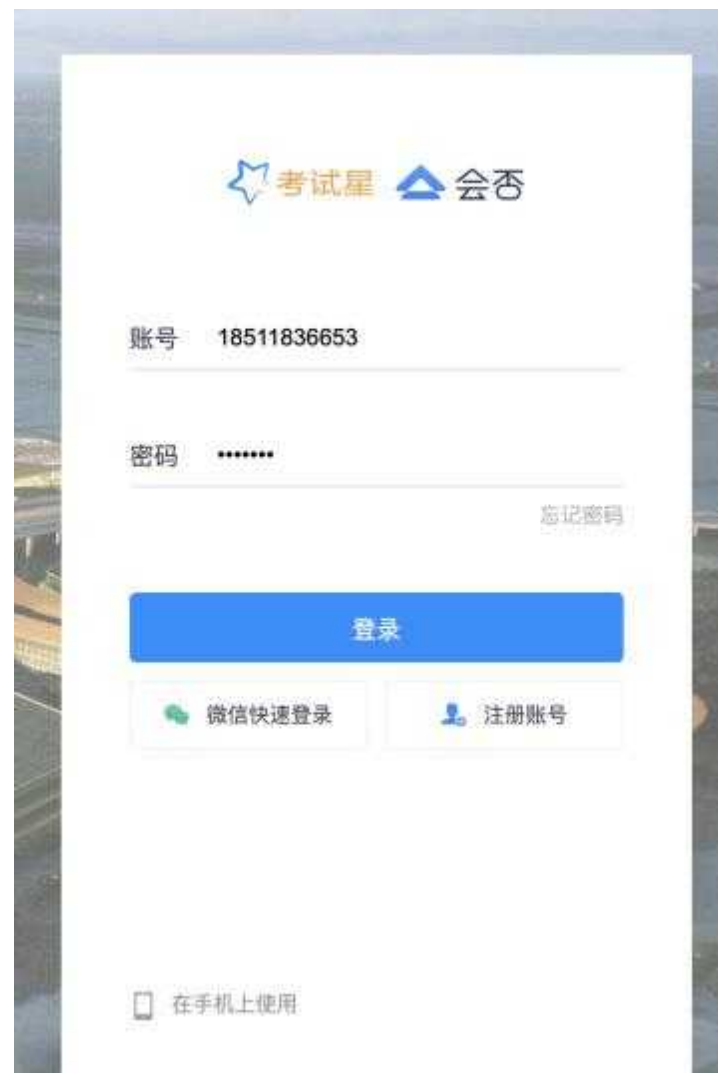 考试星 会否
账号 18511836653
密码 •••••••
忘记密码
登录
微信快速登录 注册账号
在手机上使用